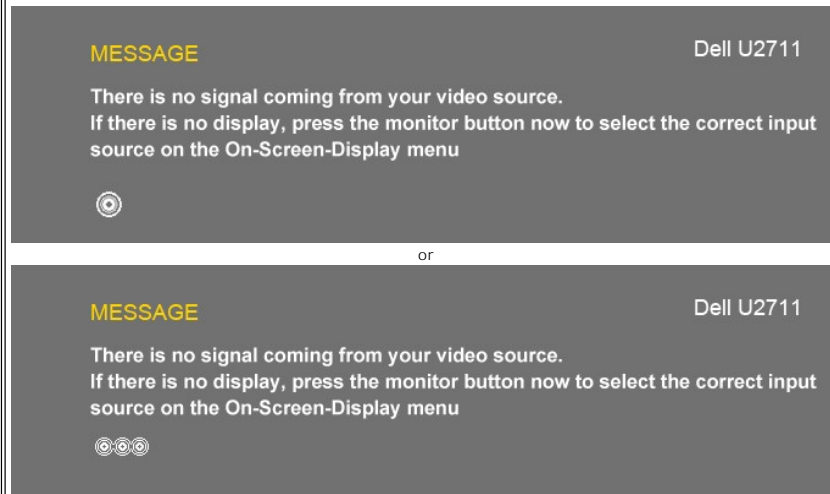 MESSAGE
Dell U2711
There is no signal coming from your video source.
If there is no display, press the monitor button now to select the correct input
source on the On-Screen-Display menu
or
MESSAGE
Dell U2711
There is no signal coming from your video source.
If there is no display, press the monitor button now to select the correct input
source on the On-Screen-Display menu